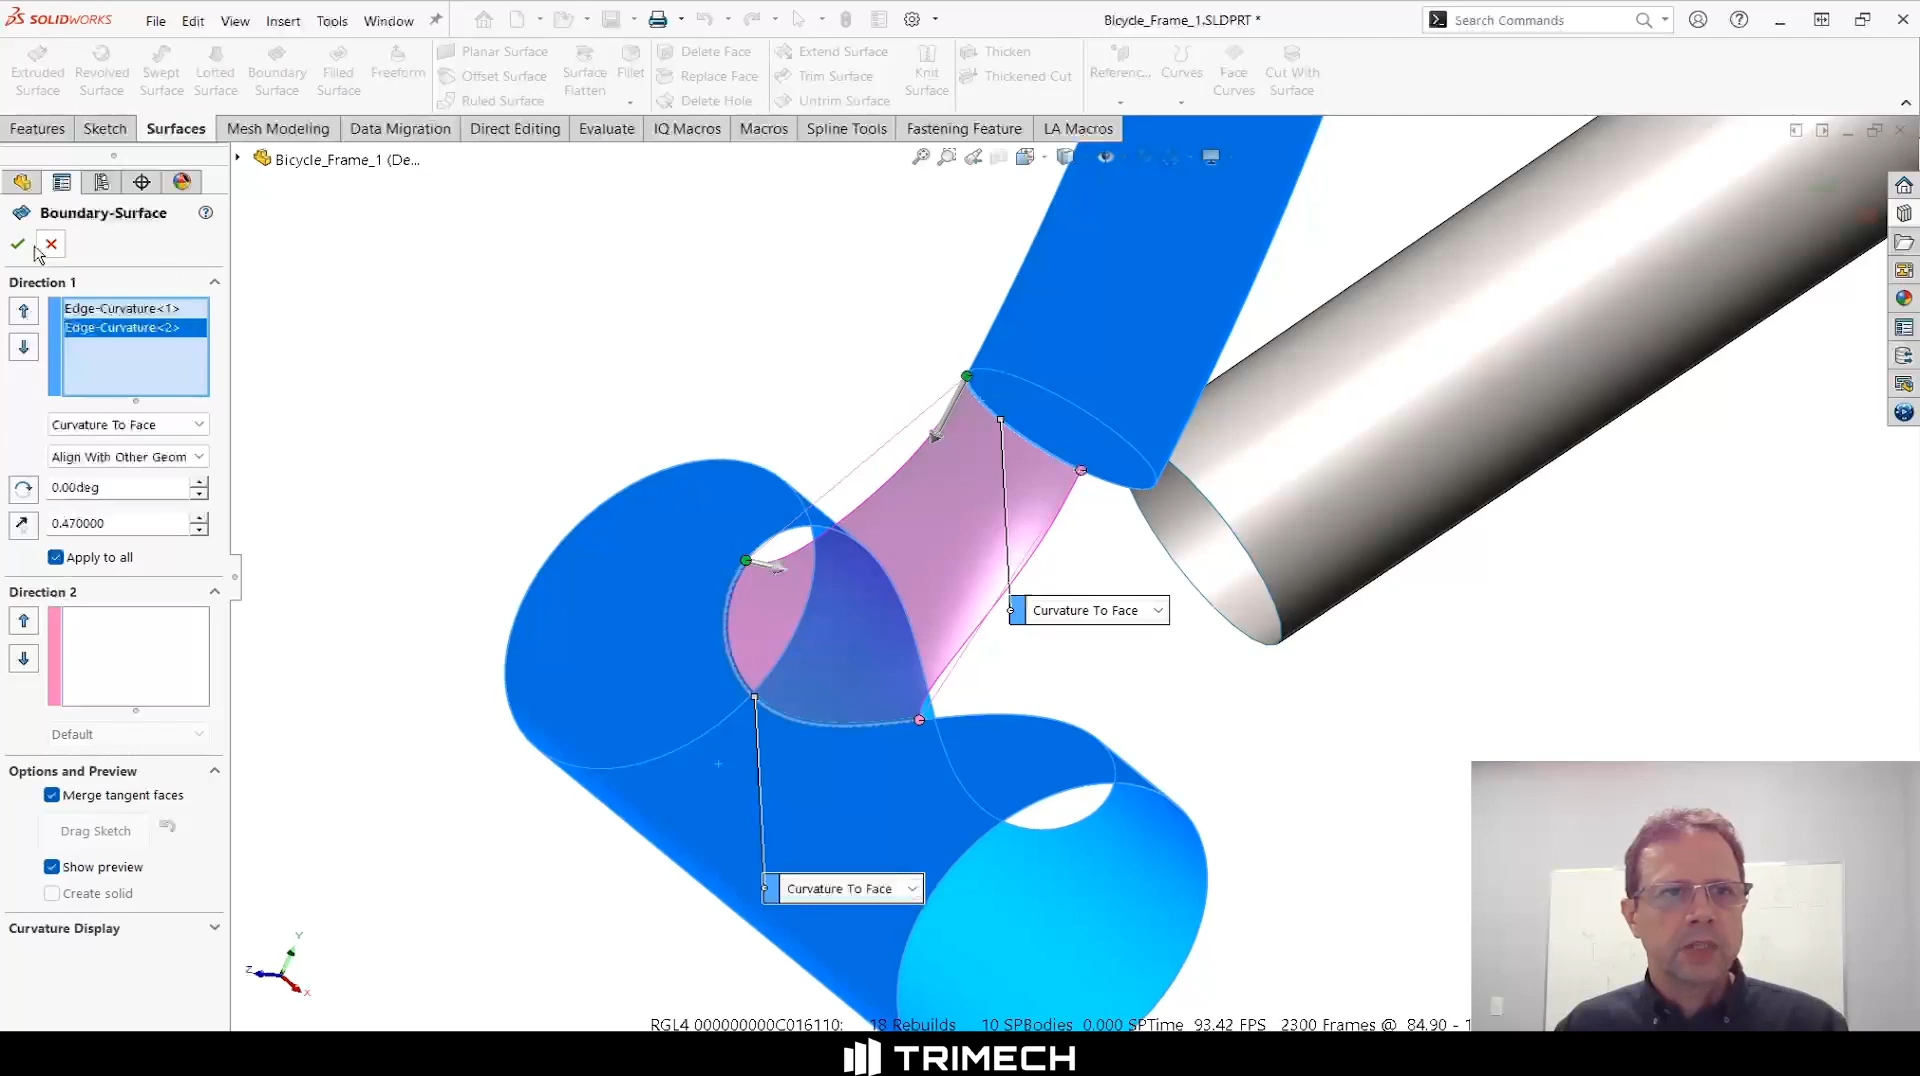 SOLIDWORKS File Edit View Insert Tools Window Bicycle_Frame_1.SLDPRT * Search Commands
Extruded Surface
Revolved Surface
Swept Surface
Lofted Surface
Boundary Surface
Filled Surface
Freeform
Planar Surface
Offset Surface
Ruled Surface
Surface Flatten
Fillet
Delete Face
Replace Face
Delete Hole
Extend Surface
Trim Surface
Untrim Surface
Knit Surface
Thicken
Thickened Cut
Referenc...
Curves
Face Curves
Cut With Surface
Features Sketch Surfaces Mesh Modeling Data Migration Direct Editing Evaluate IQ Macros Macros Spline Tools Fastening Feature LA Macros
Bicycle_Frame_1 (De...
Boundary-Surface
Direction 1
Edge-Curvature<1>
Edge-Curvature<2>
Curvature To Face
Align With Other Geom
0.00deg
0.470000
Apply to all
Direction 2
Default
Options and Preview
Merge tangent faces
Drag Sketch
Show preview
Create solid
Curvature Display
Curvature To Face
Curvature To Face
Y
Z
X
RGL4 000000000C016110: 18 Rebuilds 10 SPBodies 0.000 SPTime 93.42 FPS 2300 Frames @ 84.90 - 1
TRIMECH